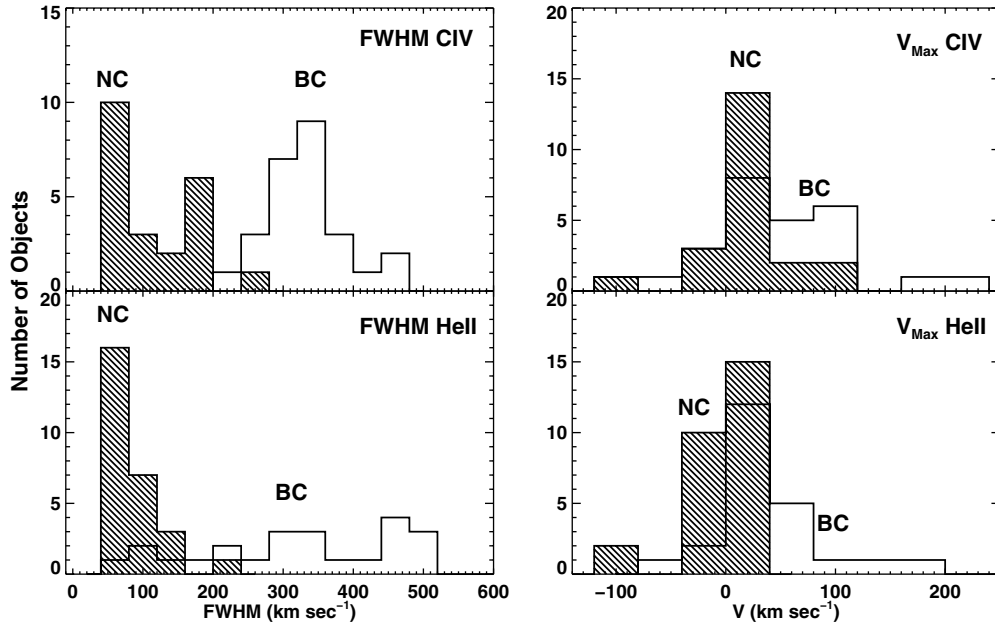 15
10
5
0
FWHM CIV
NC
BC
20
15
10
5
0
V_Max CIV
NC
BC
Number of Objects
20
15
10
5
0
FWHM HeII
NC
BC
0 100 200 300 400 500 600
FWHM (km sec⁻¹)
20
15
10
5
0
V_Max HeII
NC
BC
−100 0 100 200
V (km sec⁻¹)